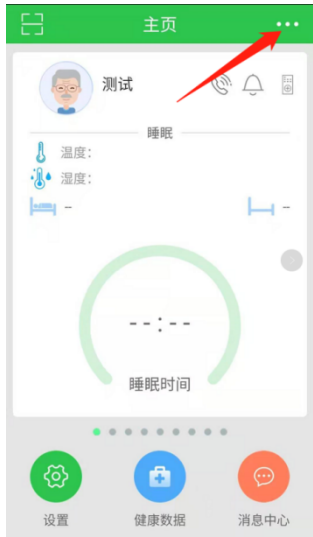 主页
测试
睡眠
温度：
湿度：
-
-
--:--
睡眠时间
设置
健康数据
消息中心